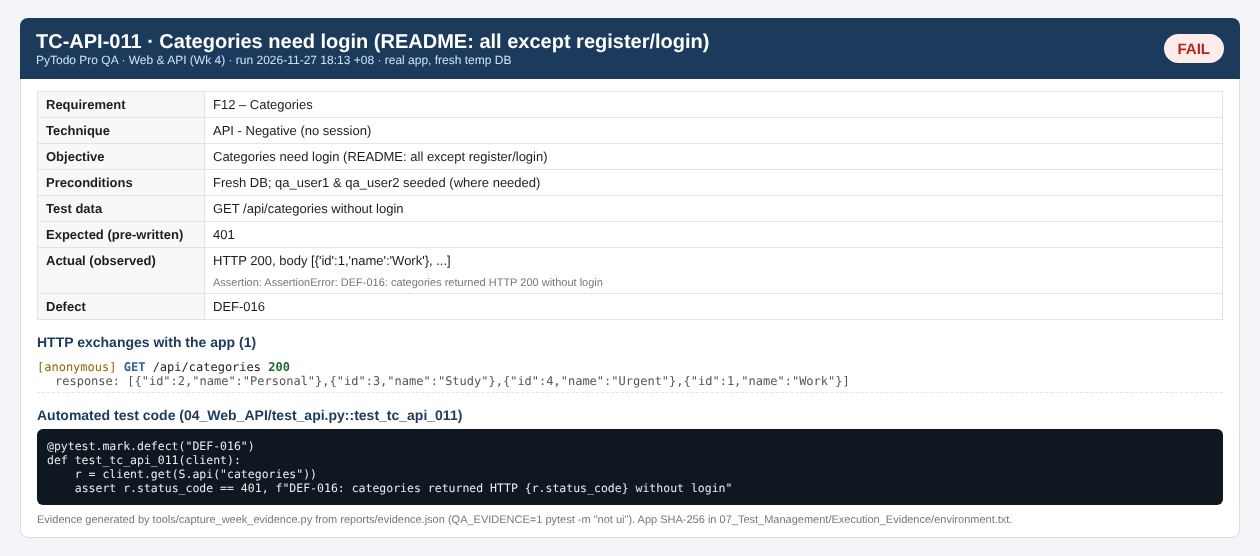 TC-API-011 · Categories need login (README: all except register/login)
PyTodo Pro QA · Web & API (Wk 4) · run 2026-11-27 18:13 +08 · real app, fresh temp DB
FAIL
Requirement F12 – Categories
Technique API - Negative (no session)
Objective Categories need login (README: all except register/login)
Preconditions Fresh DB; qa_user1 & qa_user2 seeded (where needed)
Test data GET /api/categories without login
Expected (pre-written) 401
Actual (observed) HTTP 200, body [{'id':1,'name':'Work'}, ...]
Assertion: AssertionError: DEF-016: categories returned HTTP 200 without login
Defect DEF-016
HTTP exchanges with the app (1)
[anonymous] GET /api/categories 200
response: [{"id":2,"name":"Personal"},{"id":3,"name":"Study"},{"id":4,"name":"Urgent"},{"id":1,"name":"Work"}]
Automated test code (04_Web_API/test_api.py::test_tc_api_011)
@pytest.mark.defect("DEF-016")
def test_tc_api_011(client):
    r = client.get(S.api("categories"))
    assert r.status_code == 401, f"DEF-016: categories returned HTTP {r.status_code} without login"
Evidence generated by tools/capture_week_evidence.py from reports/evidence.json (QA_EVIDENCE=1 pytest -m "not ui"). App SHA-256 in 07_Test_Management/Execution_Evidence/environment.txt.